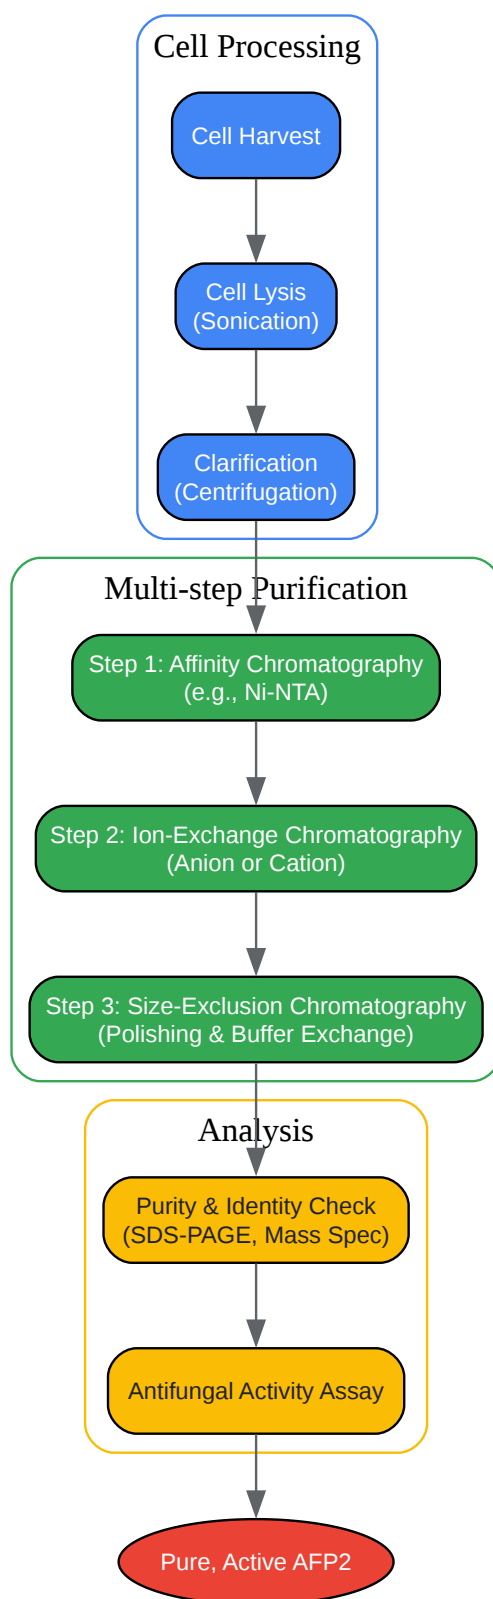 Cell Processing
Cell Harvest
Cell Lysis
(Sonication)
Clarification
(Centrifugation)
Multi-step Purification
Step 1: Affinity Chromatography
(e.g., Ni-NTA)
Step 2: Ion-Exchange Chromatography
(Anion or Cation)
Step 3: Size-Exclusion Chromatography
(Polishing & Buffer Exchange)
Analysis
Purity & Identity Check
(SDS-PAGE, Mass Spec)
Antifungal Activity Assay
Pure, Active AFP2